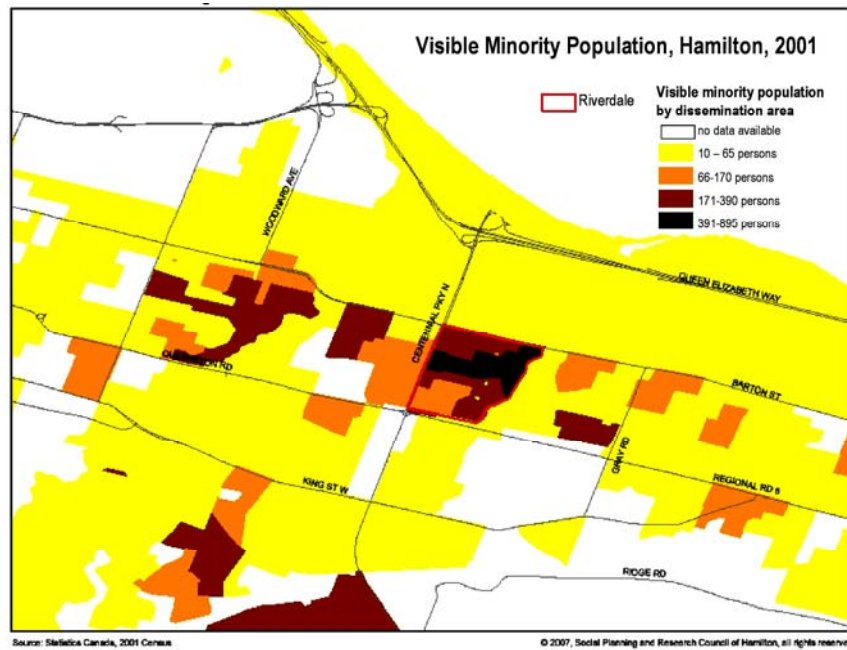 Visible Minority Population, Hamilton, 2001
Riverdale
Visible minority population
by dissemination area
no data available
10 – 65 persons
66-170 persons
171-390 persons
391-895 persons
WOODWARD AVE
CENTENNIAL PKY N
QUEEN ELIZABETH WAY
QUEENSTON RD
BARTON ST
GRAY RD
KING ST W
REGIONAL RD 8
RIDGE RD
Source: Statistics Canada, 2001 Census
© 2007, Social Planning and Research Council of Hamilton, all rights reserve